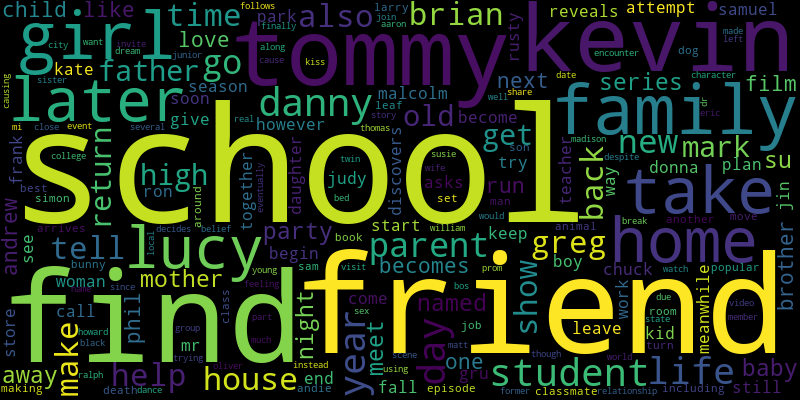 child like time also brian park follows larry join aaron reveals attempt samuel
girl tommy kevin
city want invite dream love finally along rusty next dog made left
kate father go season cause kiss encounter
later sister junior soon danny malcolm old series film
causing give however leaf become date character family
mi close event several real story get well share dr eric
college thomas new mark
frank return high school try teacher back madison despite su
best simon ron together daughter twin susie son donna plan
judy discovers asks wife run way take jin
andrew bed set man
arrives around eventually william would break another move
see tell lucy party start keep greg home brother
decides belief book parent animal
bunny local begin boy chuck popular
woman mother sam visit becomes watch
since young feeling bos prom
find friend
store call phil class night come named show work meanwhile due video
group part sex job room member
make howard black mr much meet day leave kid state
trying instead matt one though turn
ralph oliver scene gru world
away help house end year using student life baby
making death dance andie fall episode former classmate relationship including still